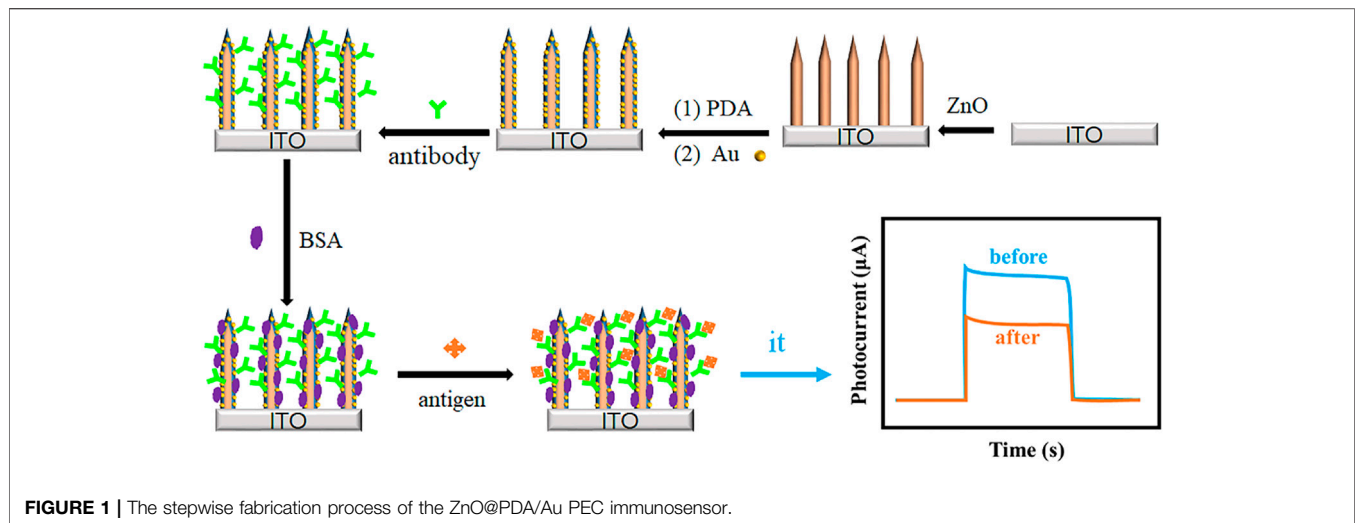 ZnO
ITO
ITO
(1) PDA
(2) Au
ITO
antibody
ITO
BSA
ITO
antigen
ITO
it
Photocurrent (μA)
before
after
Time (s)
FIGURE 1 | The stepwise fabrication process of the ZnO@PDA/Au PEC immunosensor.